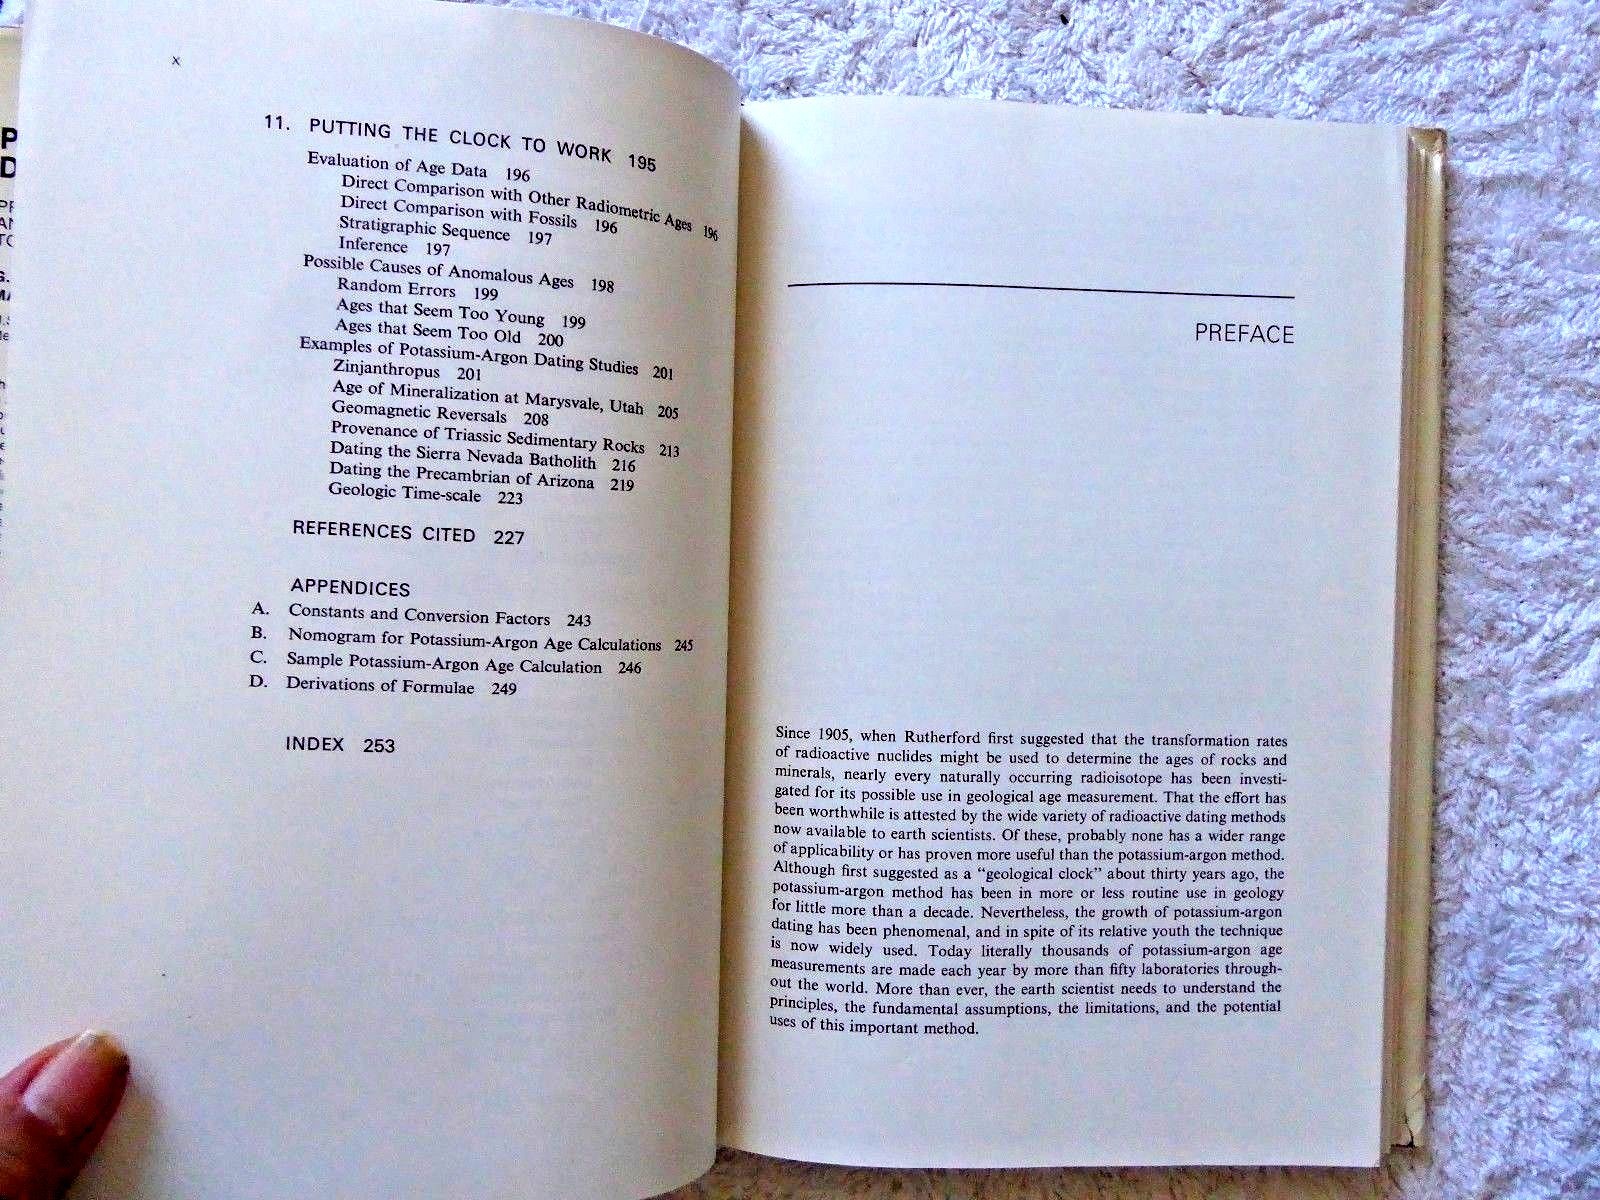 x
11. PUTTING THE CLOCK TO WORK 195
Evaluation of Age Data 196
Direct Comparison with Other Radiometric Ages 196
Direct Comparison with Fossils 196
Stratigraphic Sequence 197
Inference 197
Possible Causes of Anomalous Ages 198
Random Errors 199
Ages that Seem Too Young 199
Ages that Seem Too Old 200
Examples of Potassium-Argon Dating Studies 201
Zinjanthropus 201
Age of Mineralization at Marysvale, Utah 205
Geomagnetic Reversals 208
Provenance of Triassic Sedimentary Rocks 213
Dating the Sierra Nevada Batholith 216
Dating the Precambrian of Arizona 219
Geologic Time-scale 223
REFERENCES CITED 227
APPENDICES
A. Constants and Conversion Factors 243
B. Nomogram for Potassium-Argon Age Calculations 245
C. Sample Potassium-Argon Age Calculation 246
D. Derivations of Formulae 249
INDEX 253
PREFACE
Since 1905, when Rutherford first suggested that the transformation rates
of radioactive nuclides might be used to determine the ages of rocks and
minerals, nearly every naturally occurring radioisotope has been investi-
gated for its possible use in geological age measurement. That the effort has
been worthwhile is attested by the wide variety of radioactive dating methods
now available to earth scientists. Of these, probably none has a wider range
of applicability or has proven more useful than the potassium-argon method.
Although first suggested as a "geological clock" about thirty years ago, the
potassium-argon method has been in more or less routine use in geology
for little more than a decade. Nevertheless, the growth of potassium-argon
dating has been phenomenal, and in spite of its relative youth the technique
is now widely used. Today literally thousands of potassium-argon age
measurements are made each year by more than fifty laboratories through-
out the world. More than ever, the earth scientist needs to understand the
principles, the fundamental assumptions, the limitations, and the potential
uses of this important method.